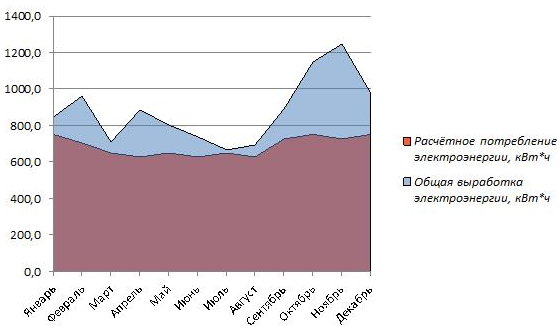 1400,0
1200,0
1000,0
800,0
600,0
400,0
200,0
0,0
Январь
Февраль
Март
Апрель
Май
Июнь
Июль
Август
Сентябрь
Октябрь
Ноябрь
Декабрь
Расчётное потребление
электроэнергии, кВт*ч
Общая выработка
электроэнергии, кВт*ч